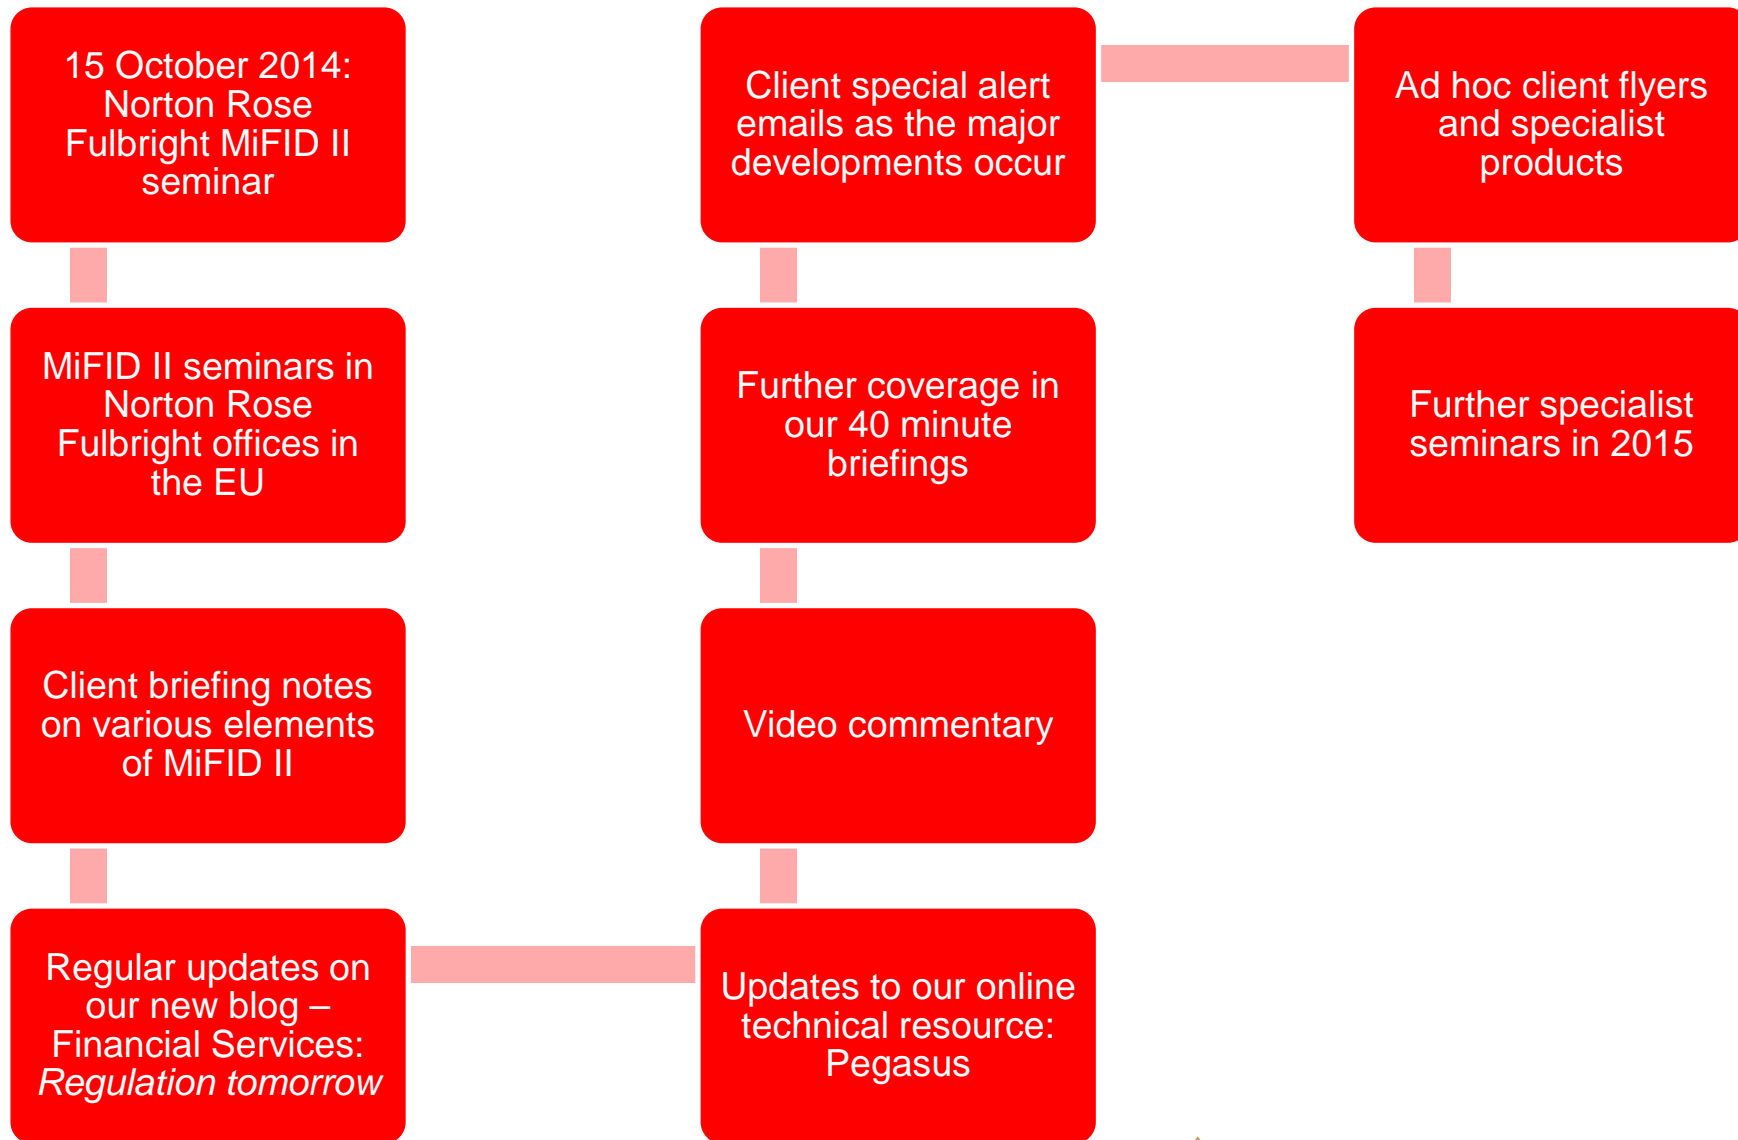 15 October 2014:
Norton Rose
Fulbright MiFID II
seminar
MiFID II seminars in
Norton Rose
Fulbright offices in
the EU
Client briefing notes
on various elements
of MiFID II
Regular updates on
our new blog –
Financial Services:
Regulation tomorrow
Updates to our online
technical resource:
Pegasus
Video commentary
Further coverage in
our 40 minute
briefings
Client special alert
emails as the major
developments occur
Ad hoc client flyers
and specialist
products
Further specialist
seminars in 2015